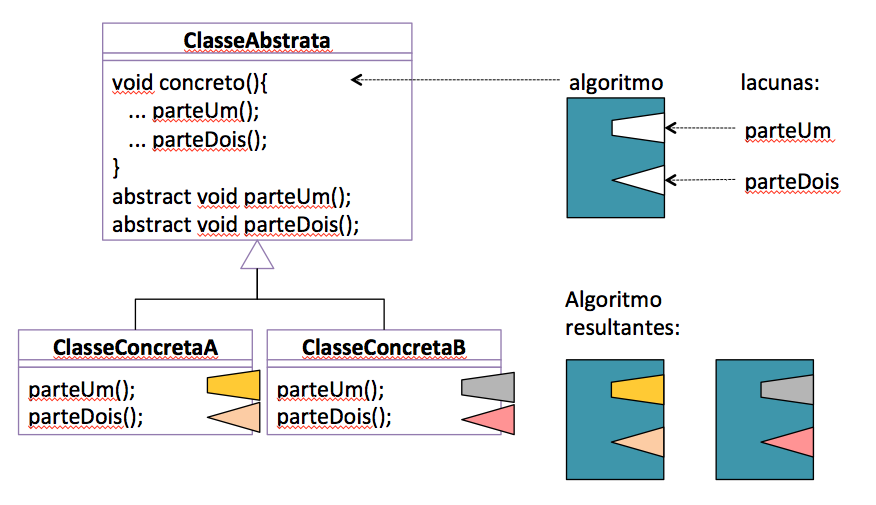 ClasseAbstrata
void concreto(){
... parteUm();
... parteDois();
}
abstract void parteUm();
abstract void parteDois();
algoritmo
lacunas:
parteUm
parteDois
ClasseConcretaA
parteUm();
parteDois();
ClasseConcretaB
parteUm();
parteDois();
Algoritmo
resultantes: